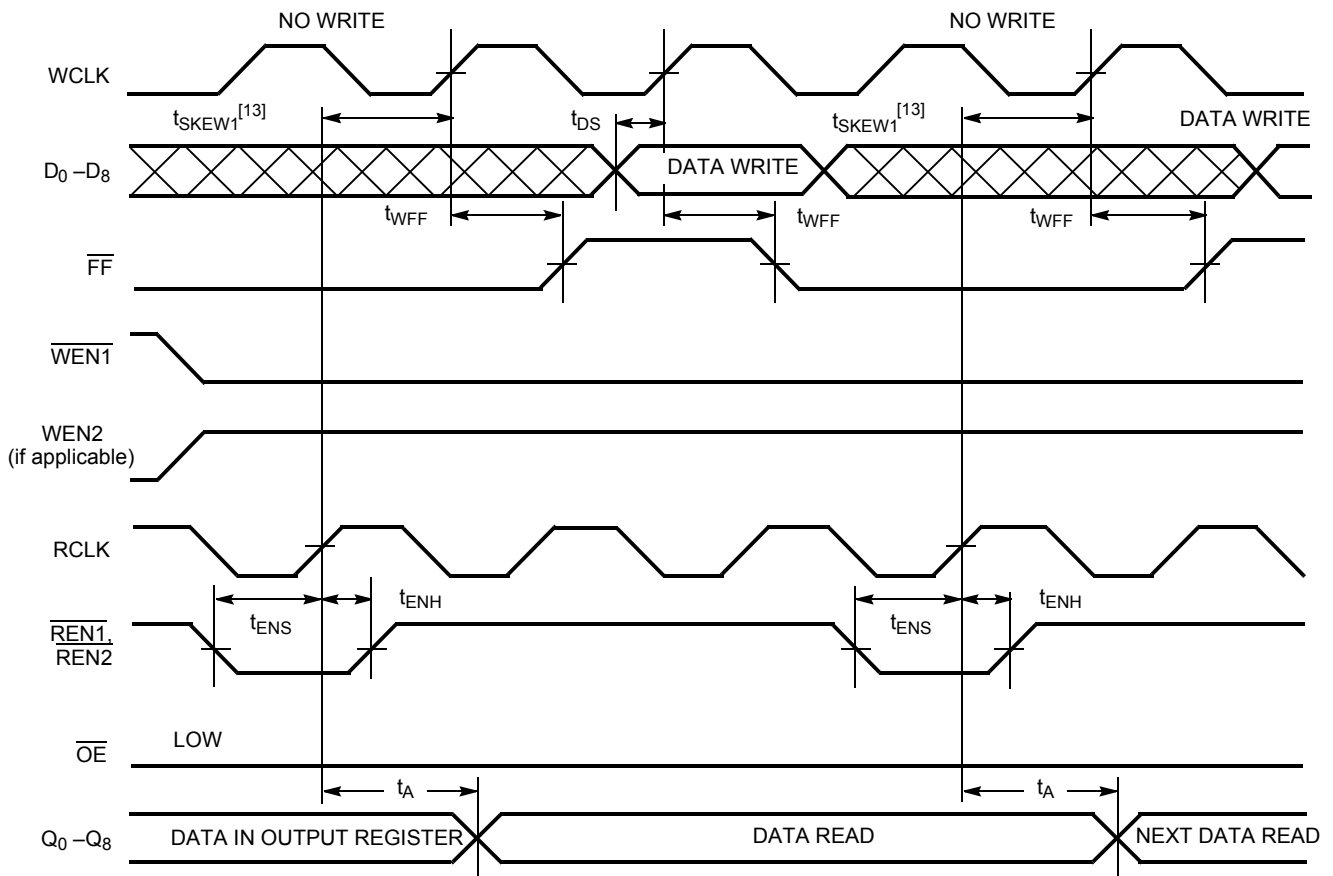 NO WRITE NO WRITE
WCLK
tSKEW1[13] tDS tSKEW1[13] DATA WRITE
D0 –D8 DATA WRITE
tWFF tWFF tWFF
FF
WEN1
WEN2
(if applicable)
RCLK
tENH tENH
tENS tENS
REN1,
REN2
LOW
OE
tA tA
Q0 –Q8 DATA IN OUTPUT REGISTER DATA READ NEXT DATA READ